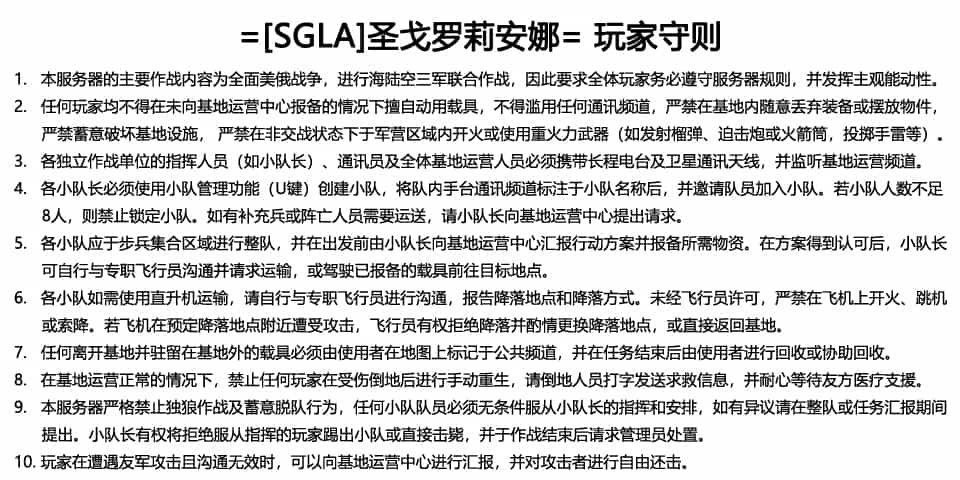 =[SGLA]圣戈罗莉安娜= 玩家守则
1. 本服务器的主要作战内容为全面美俄战争，进行海陆空三军联合作战，因此要求全体玩家务必遵守服务器规则，并发挥主观能动性。
2. 任何玩家均不得在未向基地运营中心报备的情况下擅自动用载具，不得滥用任何通讯频道，严禁在基地内随意丢弃装备或摆放物件，
严禁蓄意破坏基地设施， 严禁在非交战状态下于军营区域内开火或使用重火力武器（如发射榴弹、迫击炮或火箭筒，投掷手雷等）。
3. 各独立作战单位的指挥人员（如小队长）、通讯员及全体基地运营人员必须携带长程电台及卫星通讯天线，并监听基地运营频道。
4. 各小队长必须使用小队管理功能（U键）创建小队，将队内手台通讯频道标注于小队名称后，并邀请队员加入小队。若小队人数不足
8人，则禁止锁定小队。如有补充兵或阵亡人员需要运送，请小队长向基地运营中心提出请求。
5. 各小队应于步兵集合区域进行整队，并在出发前由小队长向基地运营中心汇报行动方案并报备所需物资。在方案得到认可后，小队长
可自行与专职飞行员沟通并请求运输，或驾驶已报备的载具前往目标地点。
6. 各小队如需使用直升机运输，请自行与专职飞行员进行沟通，报告降落地点和降落方式。未经飞行员许可，严禁在飞机上开火、跳机
或索降。若飞机在预定降落地点附近遭受攻击，飞行员有权拒绝降落并酌情更换降落地点，或直接返回基地。
7. 任何离开基地并驻留在基地外的载具必须由使用者在地图上标记于公共频道，并在任务结束后由使用者进行回收或协助回收。
8. 在基地运营正常的情况下，禁止任何玩家在受伤倒地后进行手动重生，请倒地人员打字发送求救信息，并耐心等待友方医疗支援。
9. 本服务器严格禁止独狼作战及蓄意脱队行为，任何小队队员必须无条件服从小队长的指挥和安排，如有异议请在整队或任务汇报期间
提出。小队长有权将拒绝服从指挥的玩家踢出小队或直接击毙，并于作战结束后请求管理员处置。
10. 玩家在遭遇友军攻击且沟通无效时，可以向基地运营中心进行汇报，并对攻击者进行自由还击。